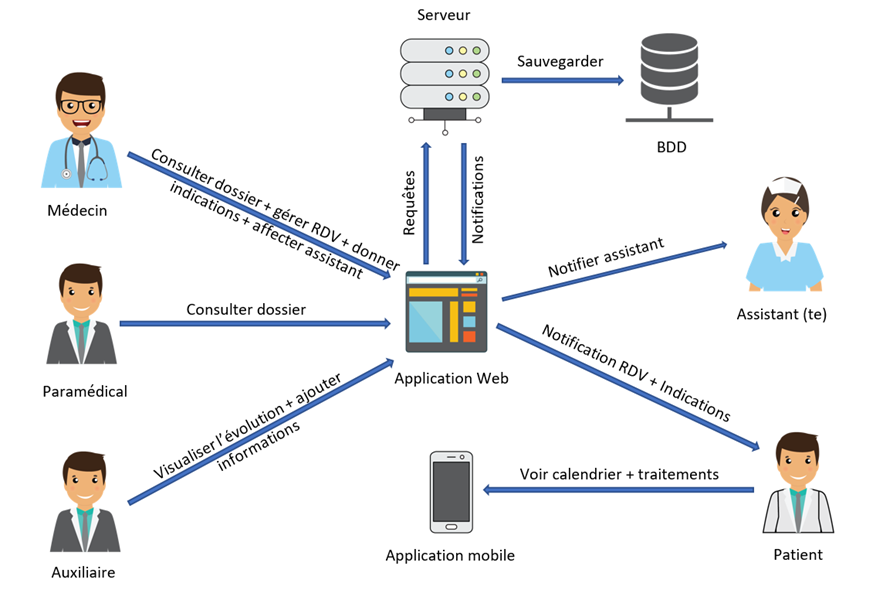 Serveur
Sauvegarder
BDD
Médecin
Consulter dossier + gérer RDV + donner
indications + affecter assistant
Requêtes
Notifications
Notifier assistant
Assistant (te)
Consulter dossier
Paramédical
Application Web
Notification RDV + Indications
Visualiser l'évolution + ajouter
informations
Voir calendrier + traitements
Application mobile
Patient
Auxiliaire